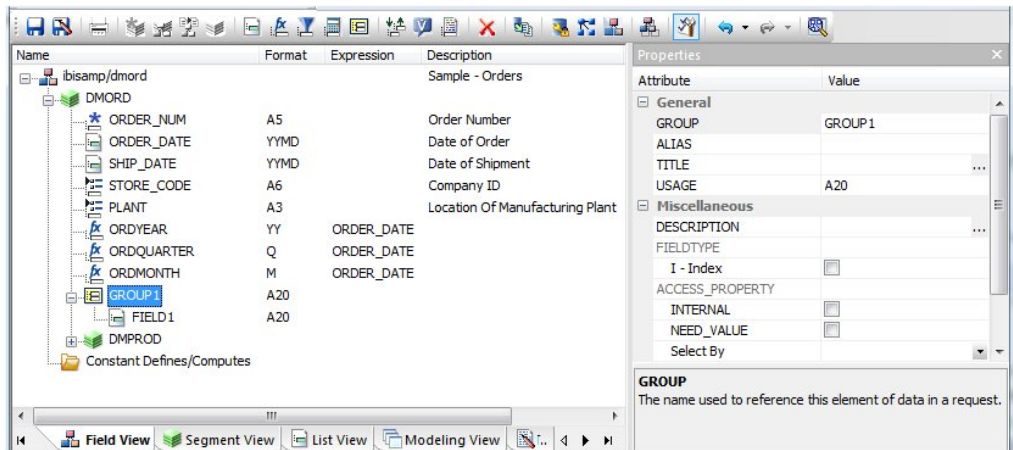 Name Format Expression Description
ibisamp/dmord Sample - Orders
DMORD
ORDER_NUM A5 Order Number
ORDER_DATE YYMD Date of Order
SHIP_DATE YYMD Date of Shipment
STORE_CODE A6 Company ID
PLANT A3 Location Of Manufacturing Plant
fx ORDYEAR YY ORDER_DATE
fx ORDQUARTER Q ORDER_DATE
fx ORDMONTH M ORDER_DATE
GROUP1 A20
FIELD1 A20
DMPROD
Constant Defines/Computes
Field View Segment View List View Modeling View T..
Properties
Attribute Value
General
GROUP GROUP1
ALIAS
TITLE ...
USAGE A20
Miscellaneous
DESCRIPTION ...
FIELDTYPE
I - Index
ACCESS_PROPERTY
INTERNAL
NEED_VALUE
Select By
GROUP
The name used to reference this element of data in a request.